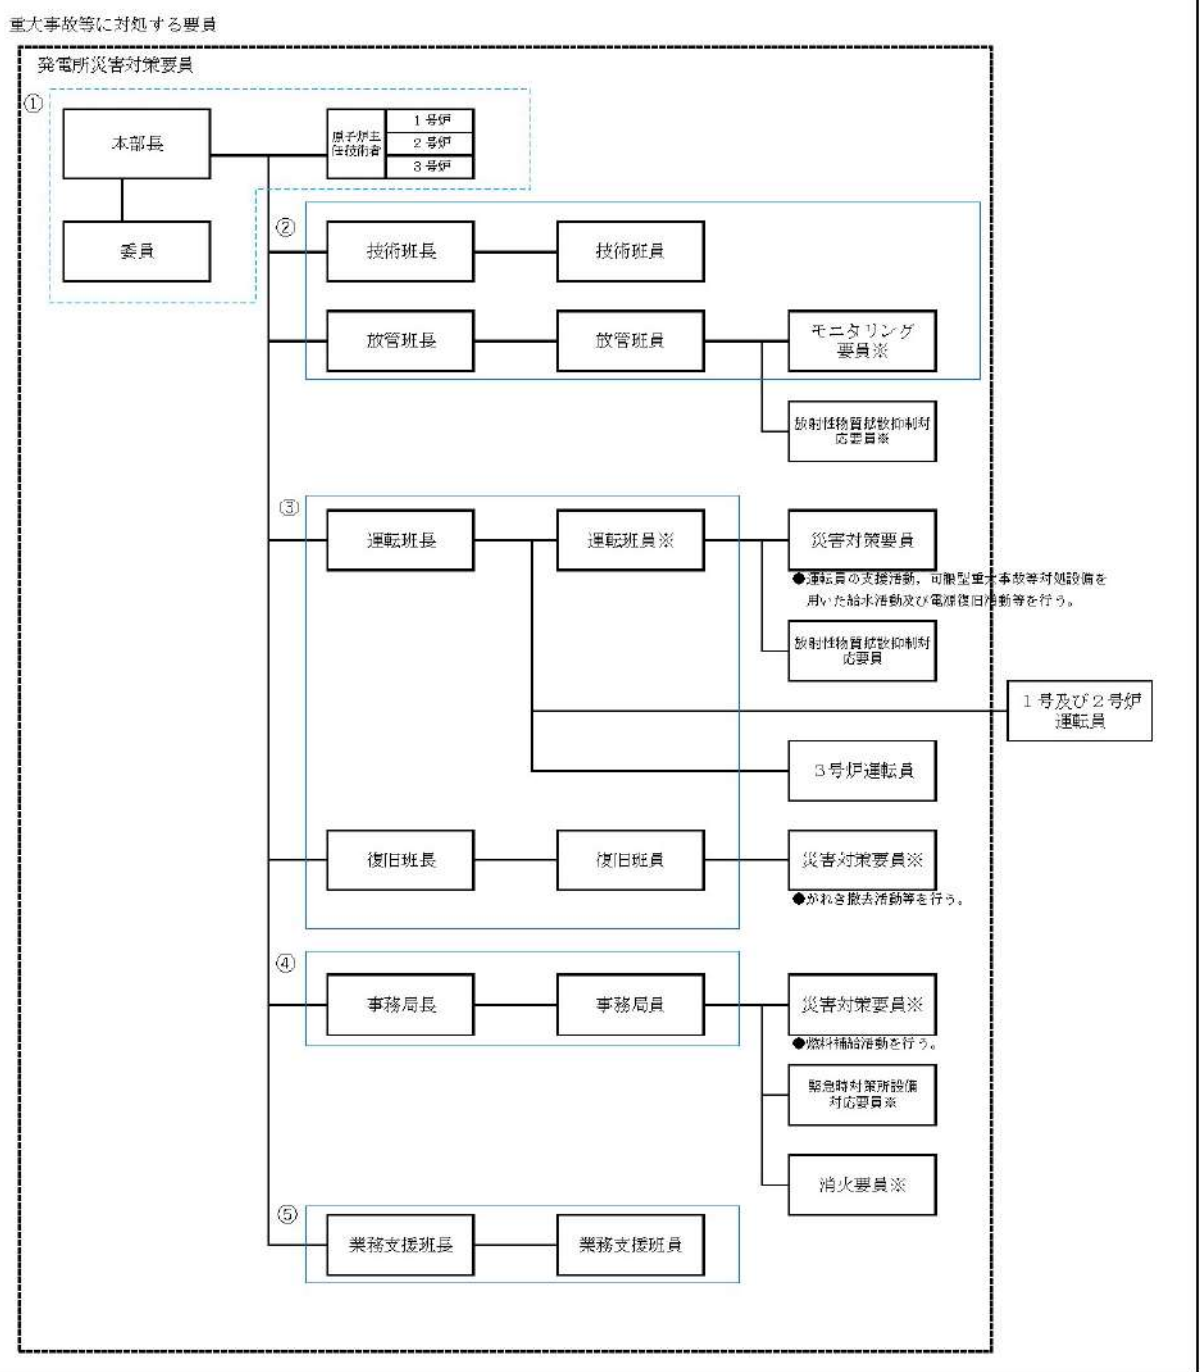 重大事故等に対処する要員
発電所災害対策要員
①
本部長
原子炉主
任技術者
１号炉
２号炉
３号炉
委員
②
技術班長
技術班員
放管班長
放管班員
モニタリング
要員※
放射性物質拡散抑制対
応要員※
③
運転班長
運転班員※
災害対策要員
●運転員の支援活動，可搬型重大事故等対処設備を
用いた給水活動及び電源復旧活動等を行う。
放射性物質拡散抑制対
応要員
１号及び２号炉
運転員
３号炉運転員
復旧班長
復旧班員
災害対策要員※
●がれき撤去活動等を行う。
④
事務局長
事務局員
災害対策要員※
●燃料補給活動を行う。
緊急時対策所設備
対応要員※
消火要員※
⑤
業務支援班長
業務支援班員